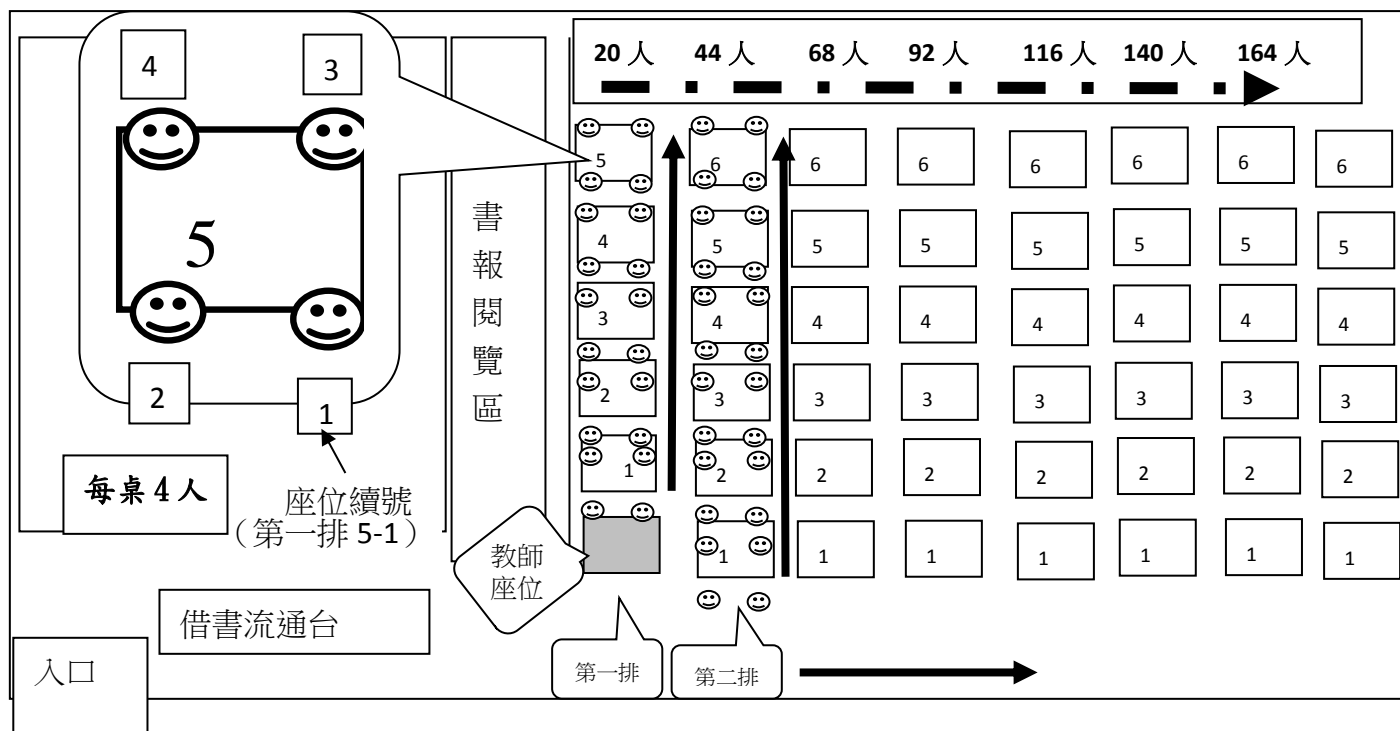 4
3
5
2
1
每桌4人
座位續號
（第一排 5-1）
書
報
閱
覽
區
20 人 44 人 68 人 92 人 116 人 140 人 164 人
5 6 6 6 6 6 6 6
4 5 5 5 5 5 5 5
3 4 4 4 4 4 4 4
2 3 3 3 3 3 3 3
1 2 2 2 2 2 2 2
1 1 1 1 1 1 1
教師
座位
借書流通台
入口
第一排
第二排